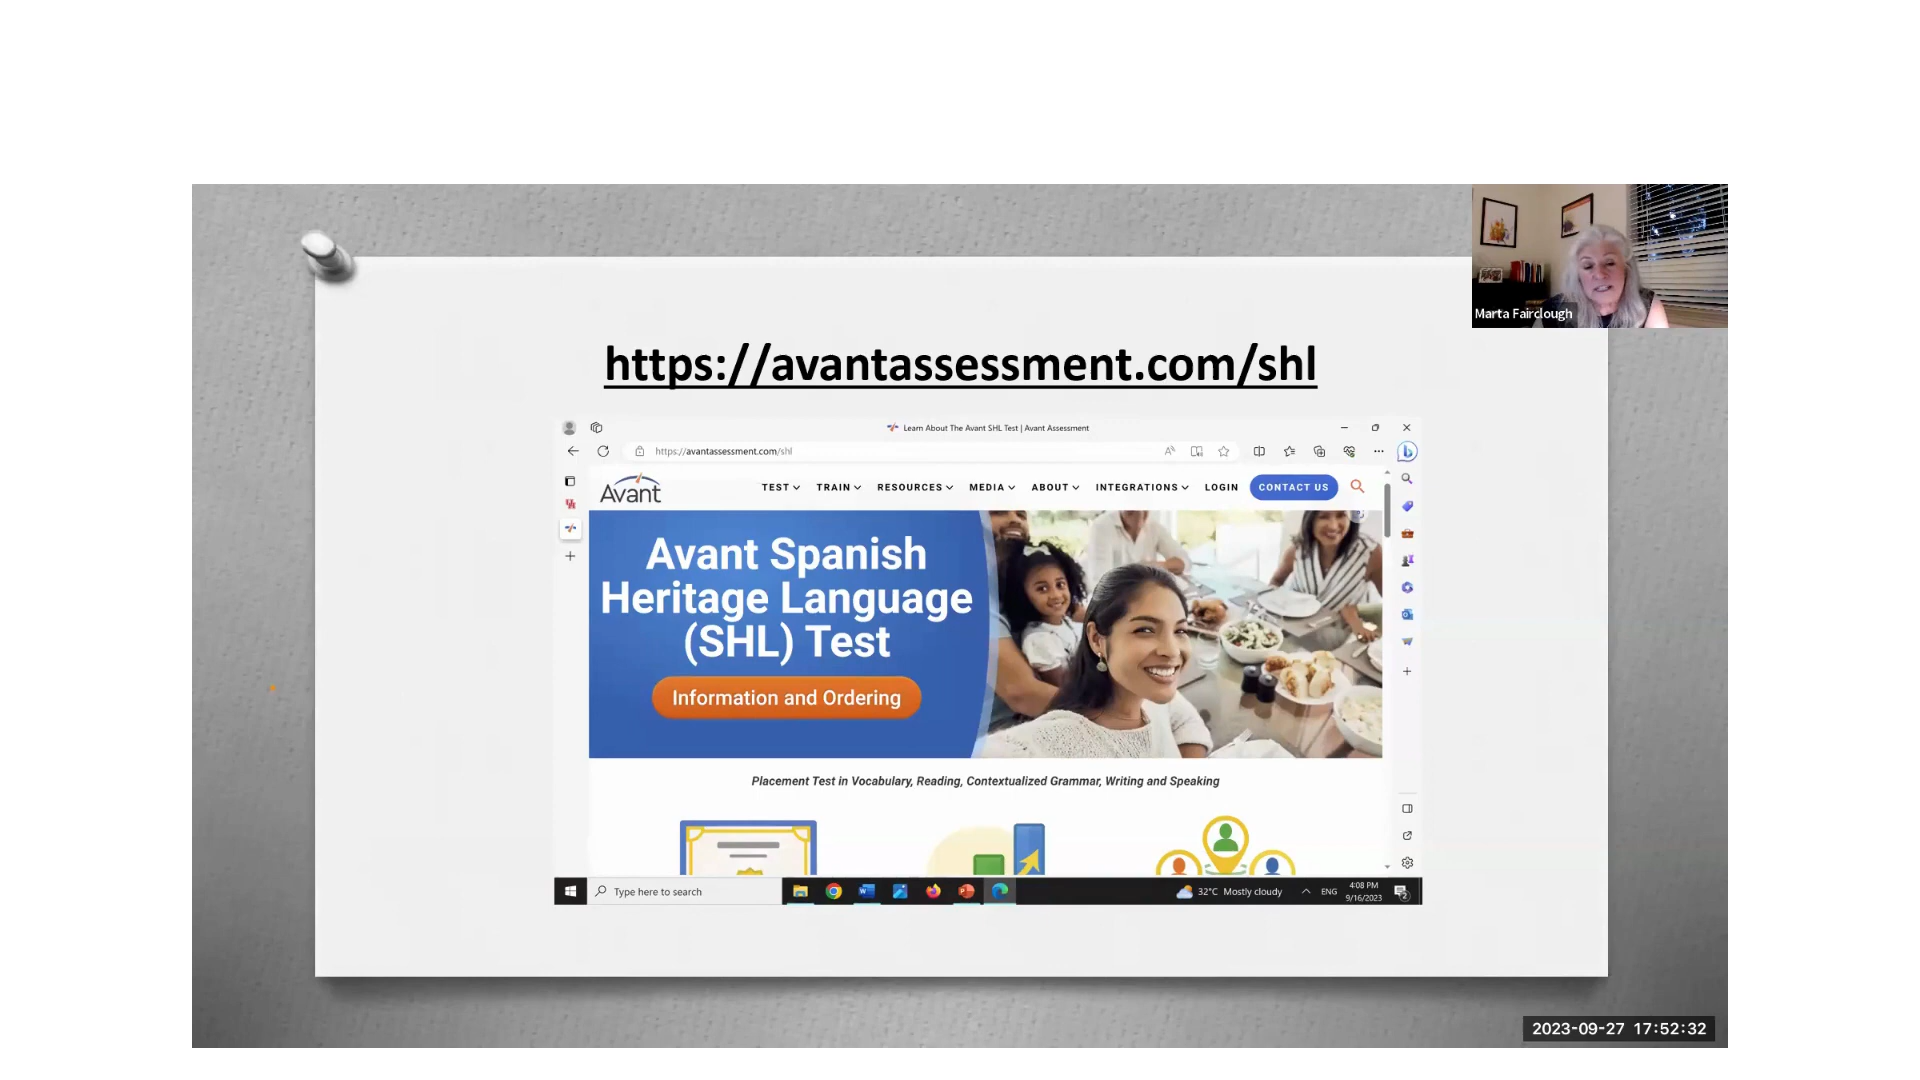 Marta Fairclough
https://avantassessment.com/shl
Learn About The Avant SHL Test | Avant Assessment
https://avantassessment.com/shl
Avant
TEST TRAIN RESOURCES MEDIA ABOUT INTEGRATIONS LOGIN CONTACT US
Avant Spanish
Heritage Language
(SHL) Test
Information and Ordering
Placement Test in Vocabulary, Reading, Contextualized Grammar, Writing and Speaking
Type here to search
32°C Mostly cloudy
ENG
4:08 PM
9/16/2023
2
2023-09-27 17:52:32